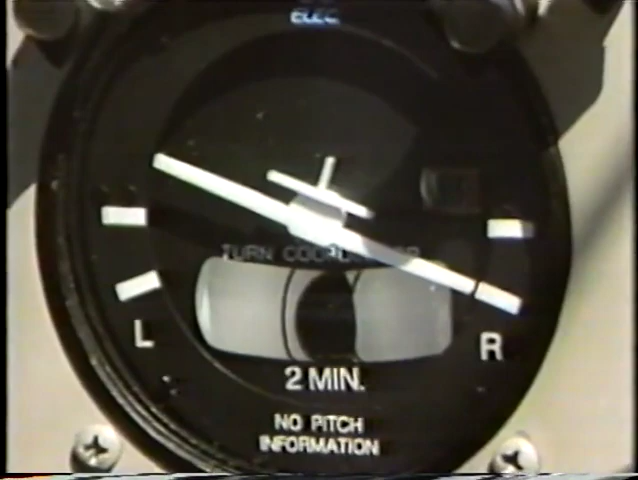 ELEC
TURN COORDINATOR
L
R
2 MIN.
NO PITCH
INFORMATION